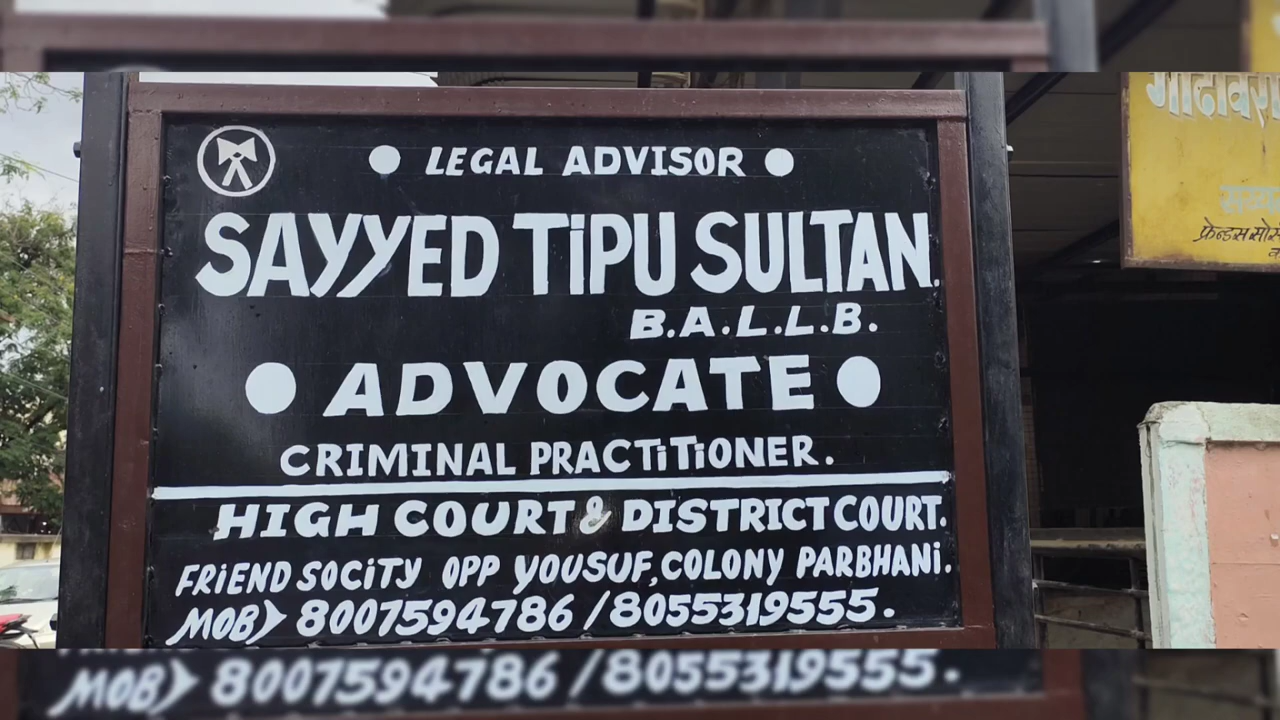 LEGAL ADVISOR
SAYYED TiPU SULTAN.
B.A.L.L.B.
ADVOCATE
CRIMINAL PRACTiTiONER.
HIGH COURT & DISTRICT COURT.
FRiEND SOCiTY OPP YOUSUF, COLONY PARBHANi.
MOB> 8007594786 / 8055319555.
MOB> 8007594786 / 8055319555.